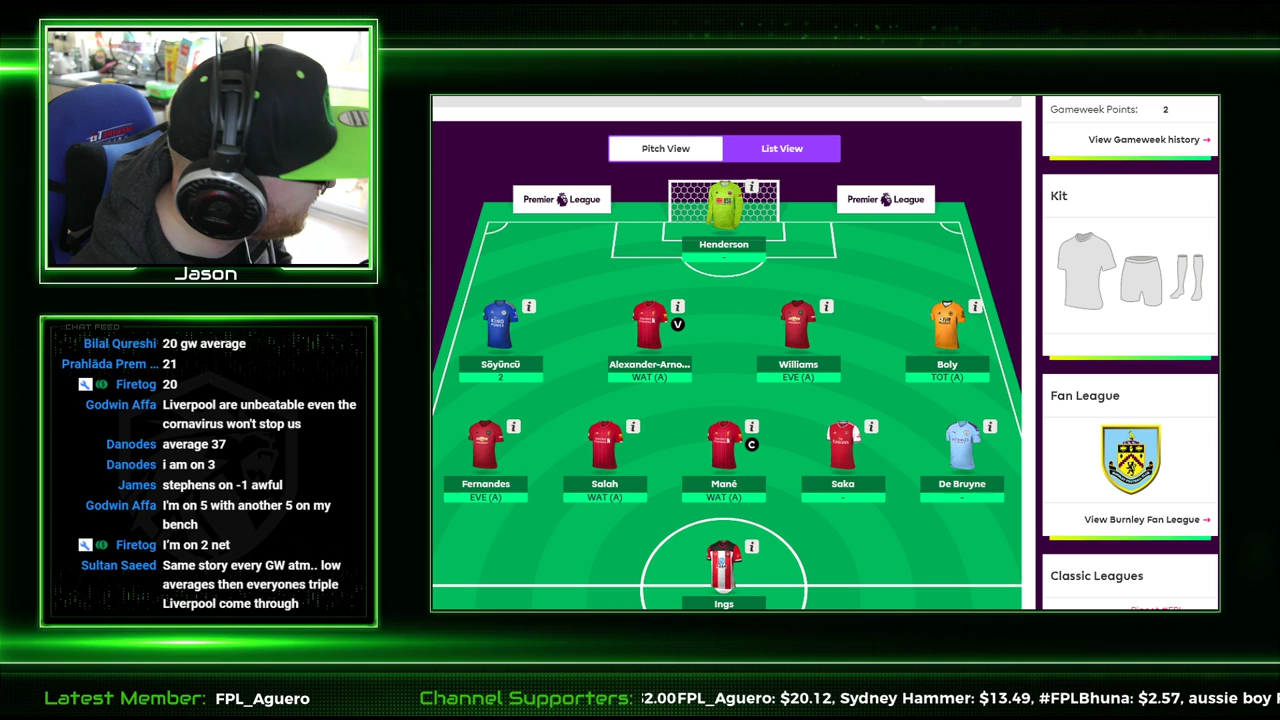 Jason
::CHAT FEED
Bilal Qureshi 20 gw average
Prahlāda Prem ... 21
Firetog 20
Godwin Affa Liverpool are unbeatable even the
cornavirus won't stop us
Danodes average 37
Danodes i am on 3
James stephens on -1 awful
Godwin Affa I'm on 5 with another 5 on my
bench
Firetog I'm on 2 net
Sultan Saeed Same story every GW atm.. low
averages then everyones triple
Liverpool come through
Pitch View
List View
Premier League
Premier League
Henderson
-
Söyüncü
2
Alexander-Arno...
WAT (A)
V
Williams
EVE (A)
Boly
TOT (A)
Fernandes
EVE (A)
Salah
WAT (A)
Mané
WAT (A)
C
Saka
-
De Bruyne
-
Ings
Gameweek Points: 2
View Gameweek history →
Kit
Fan League
View Burnley Fan League →
Classic Leagues
Latest Member: FPL_Aguero
Channel Supporters: $2.00FPL_Aguero: $20.12, Sydney Hammer: $13.49, #FPLBhuna: $2.57, aussie boy